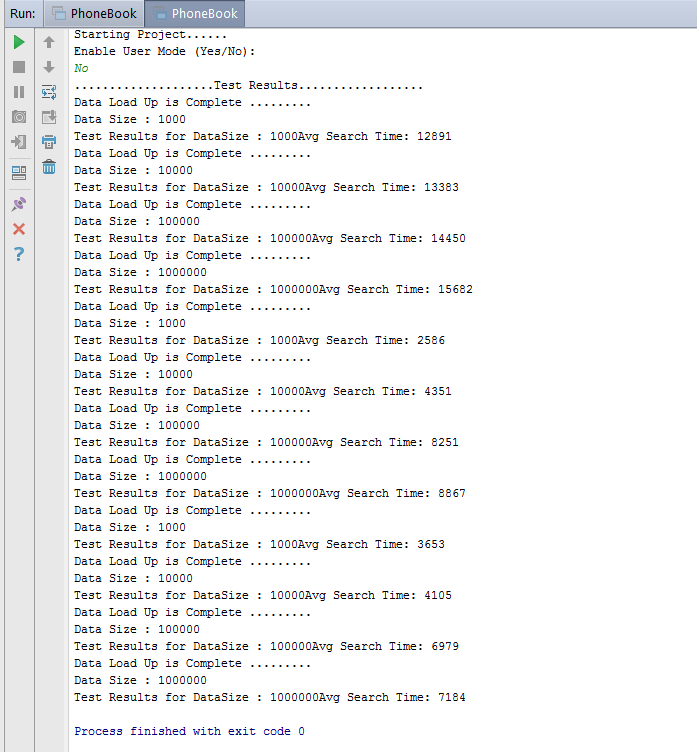 Run: PhoneBook PhoneBook
Starting Project......
Enable User Mode (Yes/No):
No
....................Test Results..................
Data Load Up is Complete .........
Data Size : 1000
Test Results for DataSize : 1000Avg Search Time: 12891
Data Load Up is Complete .........
Data Size : 10000
Test Results for DataSize : 10000Avg Search Time: 13383
Data Load Up is Complete .........
Data Size : 100000
Test Results for DataSize : 100000Avg Search Time: 14450
Data Load Up is Complete .........
Data Size : 1000000
Test Results for DataSize : 1000000Avg Search Time: 15682
Data Load Up is Complete .........
Data Size : 1000
Test Results for DataSize : 1000Avg Search Time: 2586
Data Load Up is Complete .........
Data Size : 10000
Test Results for DataSize : 10000Avg Search Time: 4351
Data Load Up is Complete .........
Data Size : 100000
Test Results for DataSize : 100000Avg Search Time: 8251
Data Load Up is Complete .........
Data Size : 1000000
Test Results for DataSize : 1000000Avg Search Time: 8867
Data Load Up is Complete .........
Data Size : 1000
Test Results for DataSize : 1000Avg Search Time: 3653
Data Load Up is Complete .........
Data Size : 10000
Test Results for DataSize : 10000Avg Search Time: 4105
Data Load Up is Complete .........
Data Size : 100000
Test Results for DataSize : 100000Avg Search Time: 6979
Data Load Up is Complete .........
Data Size : 1000000
Test Results for DataSize : 1000000Avg Search Time: 7184
Process finished with exit code 0